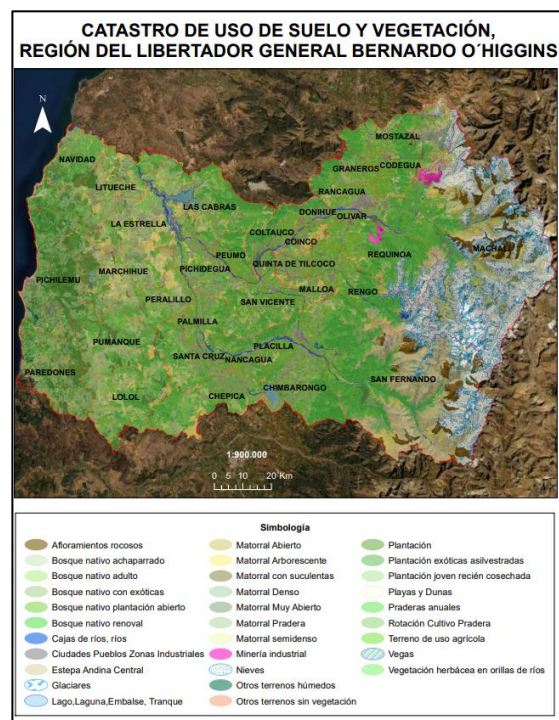 CATASTRO DE USO DE SUELO Y VEGETACIÓN,
REGIÓN DEL LIBERTADOR GENERAL BERNARDO O´HIGGINS
N
MOSTAZAL
NAVIDAD
GRANEROS
CODEGUA
LITUECHE
RANCAGUA
LAS CABRAS
DONIHUE
OLIVAR
LA ESTRELLA
COLTAUCO
COINCO
MACHALI
PEUMO
REQUINOA
QUINTA DE TILCOCO
PICHILEMU
MARCHIHUE
PICHIDEGUA
MALLOA
RENGO
PERALILLO
SAN VICENTE
PALMILLA
PUMANQUE
PLACILLA
SANTA CRUZ
NANCAGUA
PAREDONES
SAN FERNANDO
CHIMBARONGO
LOLOL
CHEPICA
1:900.000
0 5 10 20 Km
Simbología
Afloramientos rocosos
Bosque nativo achaparrado
Bosque nativo adulto
Bosque nativo con exóticas
Bosque nativo plantación abierto
Bosque nativo renoval
Cajas de ríos, ríos
Ciudades Pueblos Zonas Industriales
Estepa Andina Central
Glaciares
Lago,Laguna,Embalse, Tranque
Matorral Abierto
Matorral Arborescente
Matorral con suculentas
Matorral Denso
Matorral Muy Abierto
Matorral Pradera
Matorral semidenso
Minería industrial
Nieves
Otros terrenos húmedos
Otros terrenos sin vegetación
Plantación
Plantación exóticas asilvestradas
Plantación joven recién cosechada
Playas y Dunas
Praderas anuales
Rotación Cultivo Pradera
Terreno de uso agrícola
Vegas
Vegetación herbácea en orillas de ríos